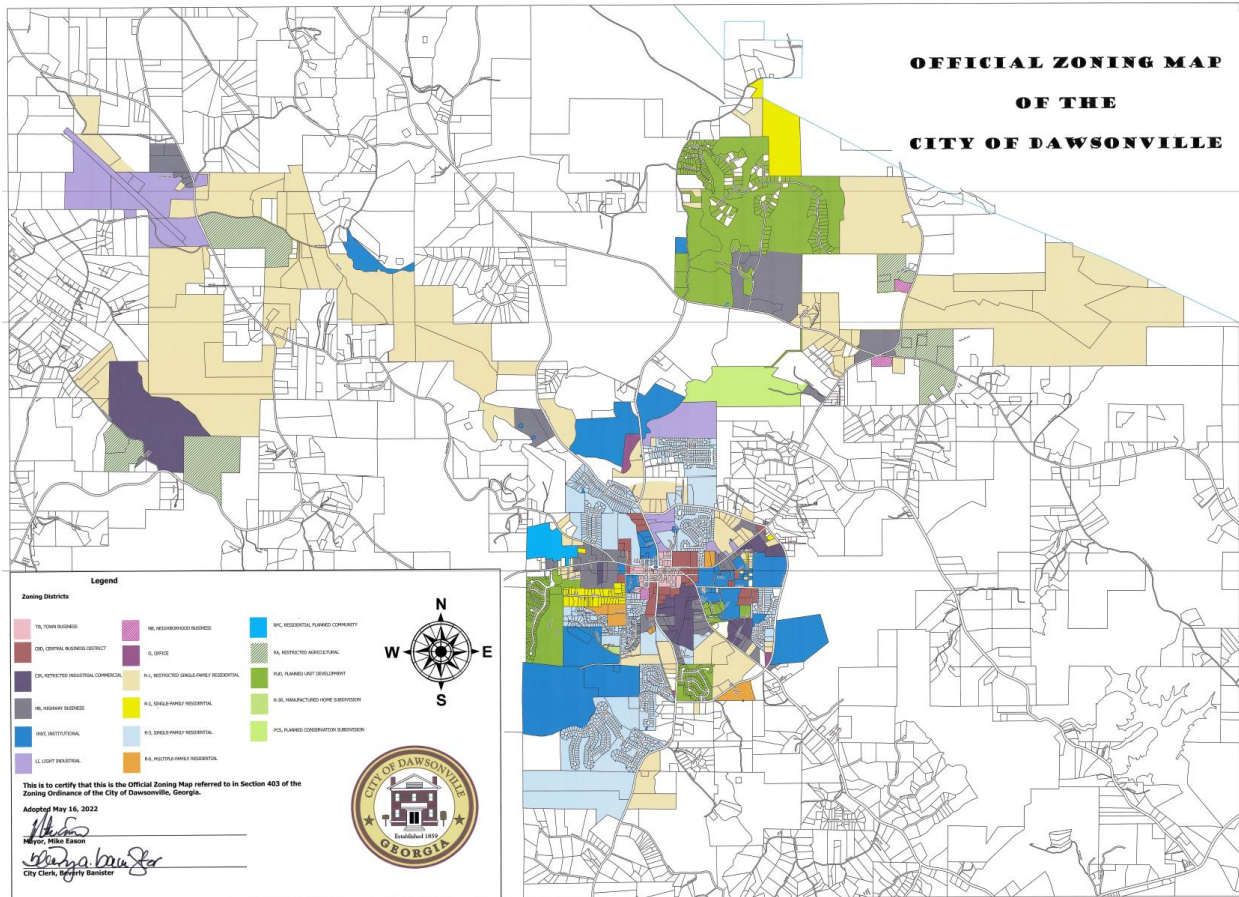 OFFICIAL ZONING MAP
OF THE
CITY OF DAWSONVILLE
Legend
Zoning Districts
TB, TOWN BUSINESS
CBD, CENTRAL BUSINESS DISTRICT
CIR, RETRICTED INDUSTRIAL COMMERCIAL
HB, HIGHWAY BUSINESS
INST, INSTITUTIONAL
LI, LIGHT INDUSTRIAL
NB, NEIGHBORHOOD BUSINESS
O, OFFICE
R-1, RESTRICTED SINGLE-FAMILY RESIDENTIAL
R-2, SINGLE-FAMILY RESIDENTIAL
R-3, SINGLE-FAMILY RESIDENTIAL
R-6, MULTIPLE-FAMILY RESIDENTIAL
RPC, RESIDENTIAL PLANNED COMMUNITY
RA, RESTRICTED AGRICULTURAL
PUD, PLANNED UNIT DEVELOPMENT
MANUFACTURED HOME SUBDIVISION
PCS, PLANNED CONSERVATION SUBDIVISION
N
W E
S
This is to certify that this is the Official Zoning Map referred to in Section 403 of the
Zoning Ordinance of the City of Dawsonville, Georgia.
Adopted May 16, 2022
Mayor, Mike Eason
City Clerk, Beverly Banister
CITY OF DAWSONVILLE
Established 1859
GEORGIA